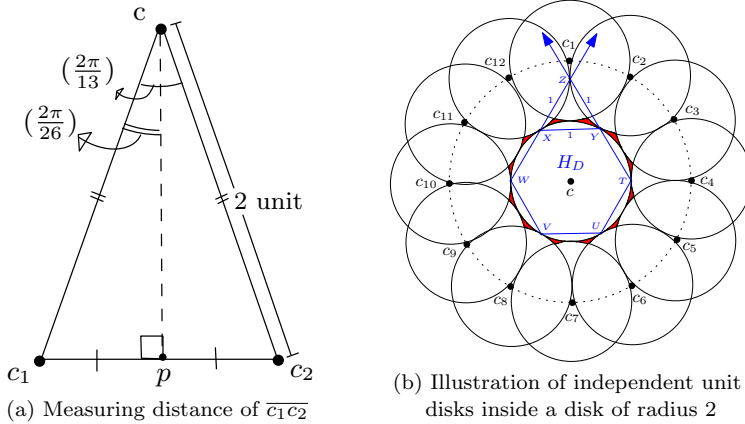 c
(2π/13)
(2π/26)
2 unit
c₁
p
c₂
(a) Measuring distance of c₁c₂
c₁
c₂
c₃
c₄
c₅
c₆
c₇
c₈
c₉
c₁₀
c₁₁
c₁₂
Z
1
1
X
1
Y
W
H_D
T
c
V
U
(b) Illustration of independent unit
disks inside a disk of radius 2